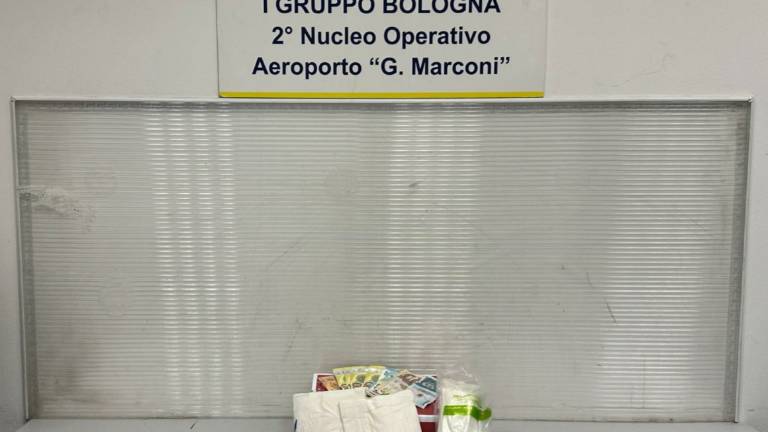 I GRUPPO BOLOGNA
2° Nucleo Operativo
Aeroporto “G. Marconi”